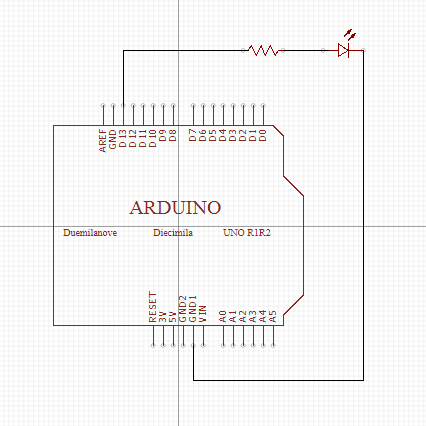 AREF GND D13 D12 D11 D10 D9 D8 D7 D6 D5 D4 D3 D2 D1 D0
ARDUINO
Duemilanove Diecimila UNO R1R2
RESET 3V 5V GND2 GND1 VIN A0 A1 A2 A3 A4 A5